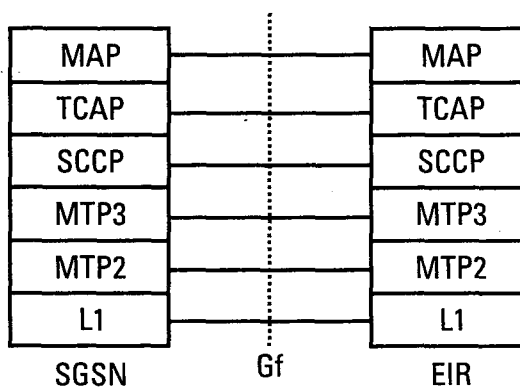 MAP MAP
TCAP TCAP
SCCP SCCP
MTP3 MTP3
MTP2 MTP2
L1 L1
SGSN Gf EIR